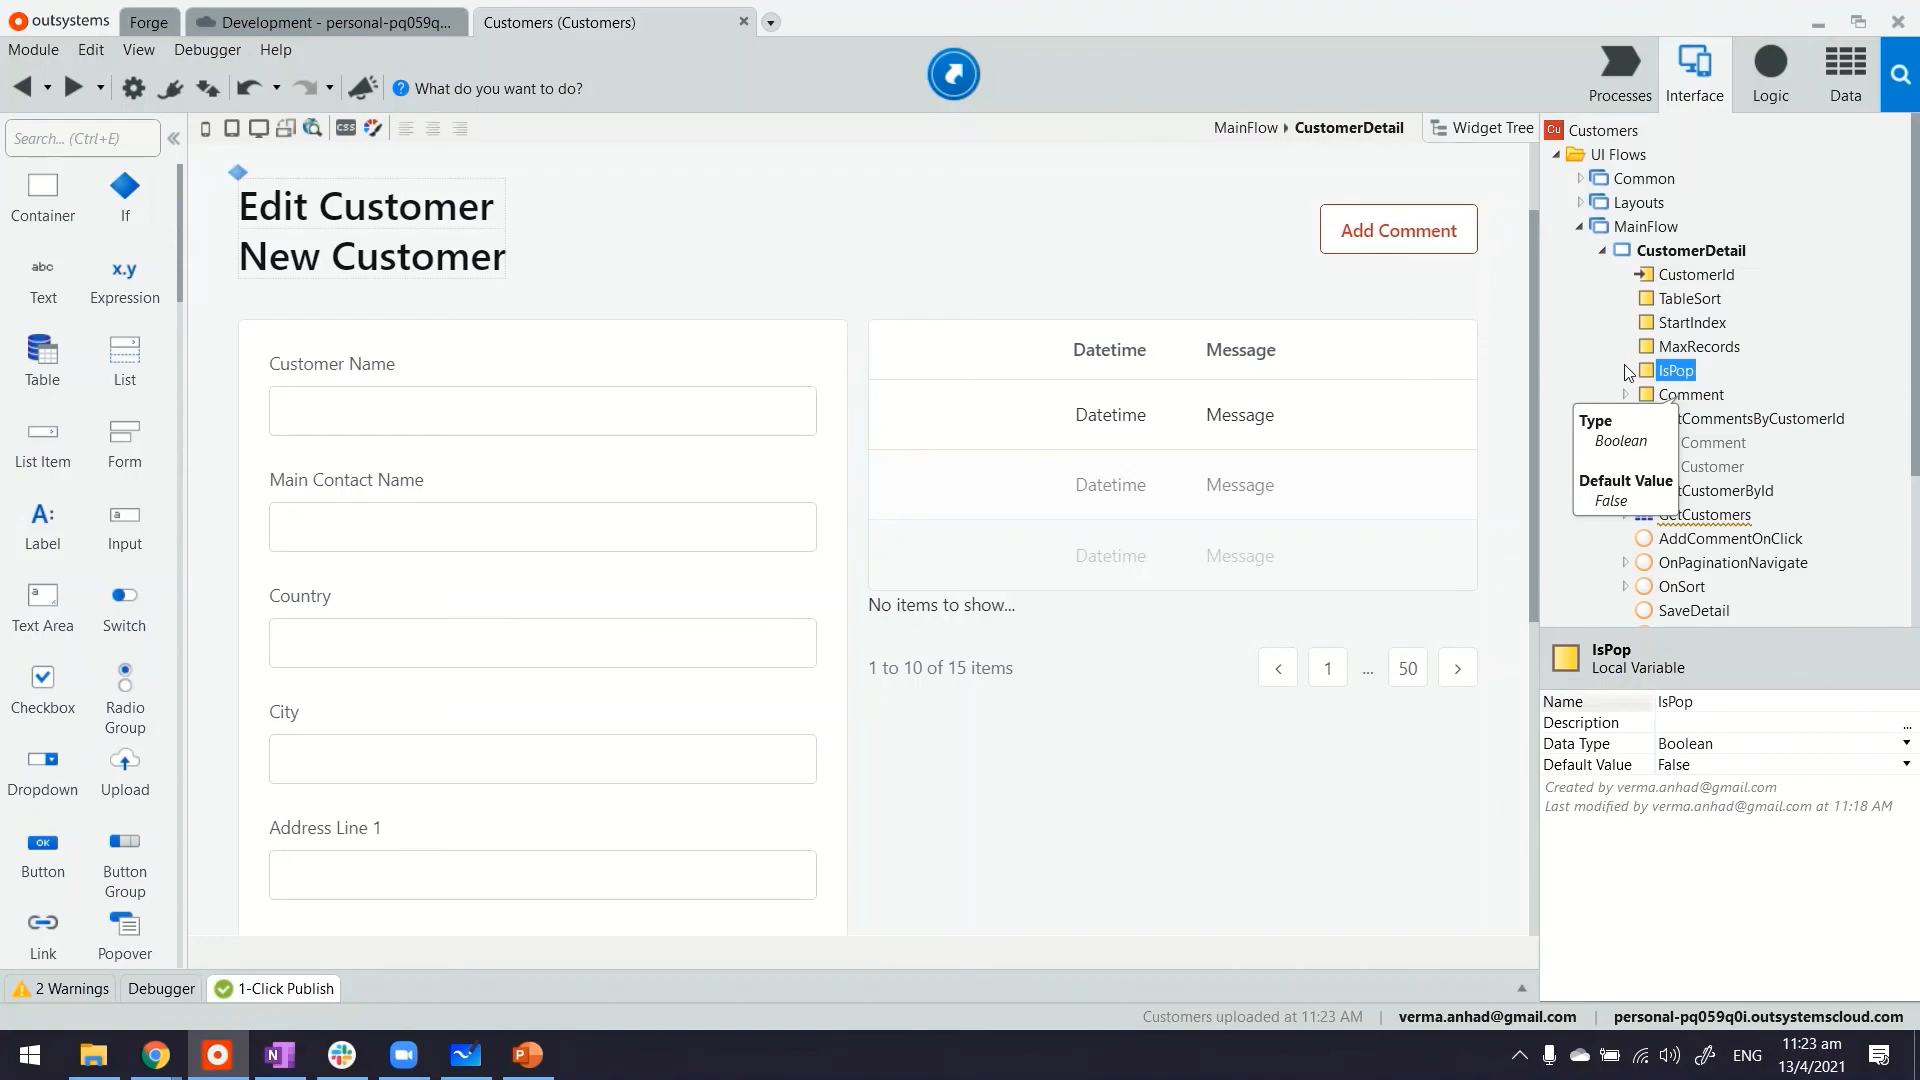 outsystems
Forge
Development - personal-pq059q...
Customers (Customers)
Module Edit View Debugger Help
What do you want to do?
Processes Interface Logic Data
Search... (Ctrl+E)
CSS
MainFlow CustomerDetail
Widget Tree
Container If
abc x.y
Text Expression
Table List
List Item Form
A: a
Label Input
a
Text Area Switch
Checkbox Radio Group
Dropdown Upload
OK
Button Button Group
Link Popover
Edit Customer
New Customer
Add Comment
Customer Name
Main Contact Name
Country
City
Address Line 1
Datetime Message
Datetime Message
Datetime Message
Datetime Message
No items to show...
1 to 10 of 15 items
1 ... 50
Cu Customers
UI Flows
Common
Layouts
MainFlow
CustomerDetail
CustomerId
TableSort
StartIndex
MaxRecords
IsPop
Comment
tCommentsByCustomerId
Comment
Customer
tCustomerById
GetCustomers
AddCommentOnClick
OnPaginationNavigate
OnSort
SaveDetail
Type
Boolean
Default Value
False
IsPop
Local Variable
Name IsPop
Description ...
Data Type Boolean
Default Value False
Created by verma.anhad@gmail.com
Last modified by verma.anhad@gmail.com at 11:18 AM
2 Warnings Debugger 1-Click Publish
Customers uploaded at 11:23 AM | verma.anhad@gmail.com | personal-pq059q0i.outsystemscloud.com
ENG
11:23 am
13/4/2021